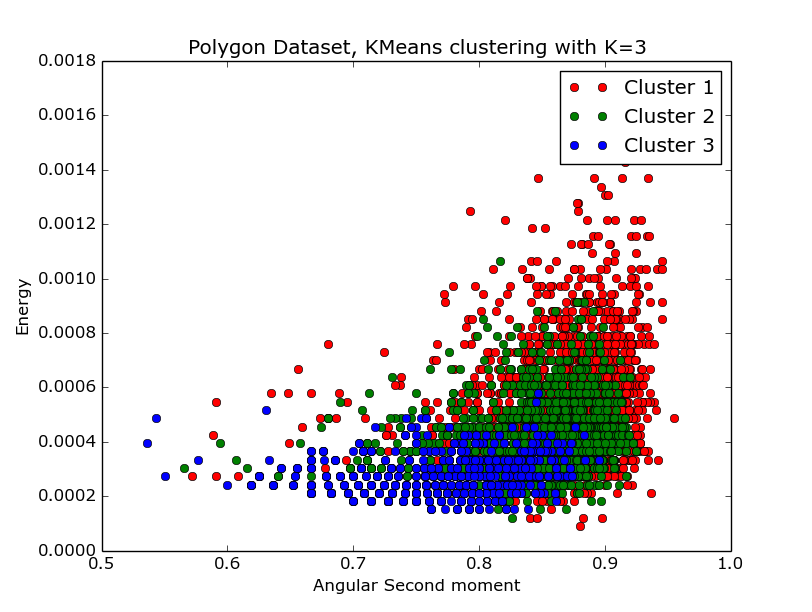 Polygon Dataset, KMeans clustering with K=3
0.0018
0.0016
0.0014
0.0012
0.0010
0.0008
0.0006
0.0004
0.0002
0.0000
Energy
Cluster 1
Cluster 2
Cluster 3
0.5 0.6 0.7 0.8 0.9 1.0
Angular Second moment